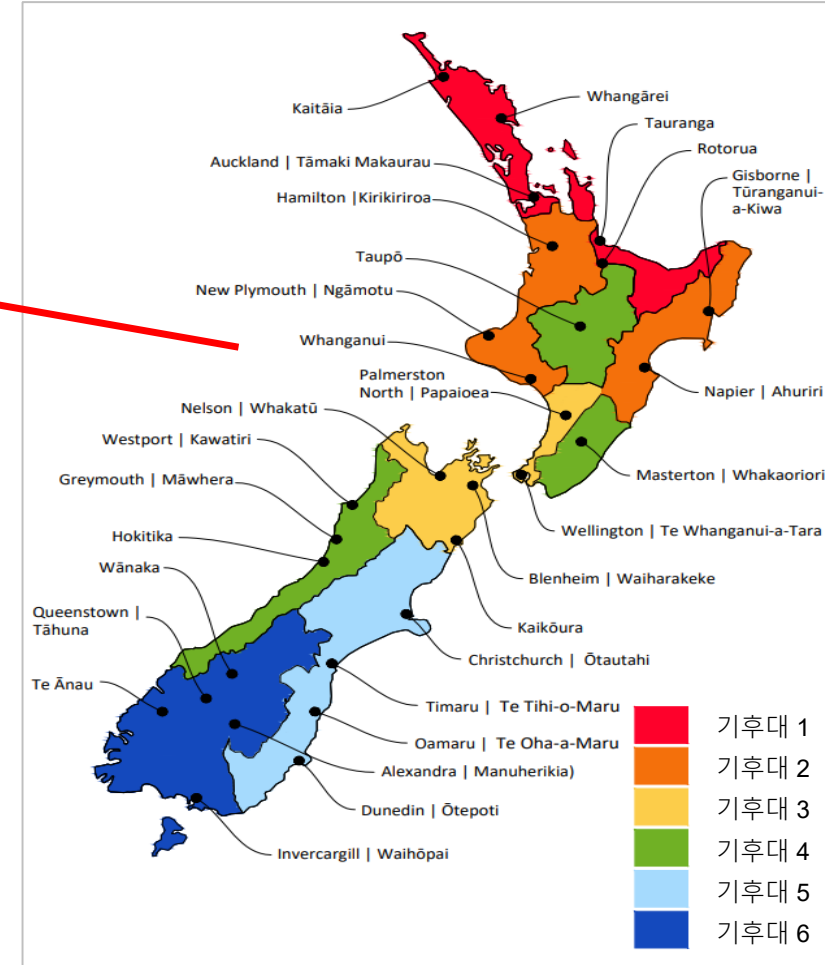 Kaitāia
Whangārei
Tauranga
Auckland | Tāmaki Makaurau
Rotorua
Hamilton |Kirikiriroa
Gisborne |
Tūranganui-
a-Kiwa
Taupō
New Plymouth | Ngāmotu
Whanganui
Palmerston
North | Papaioea
Napier | Ahuriri
Nelson | Whakatū
Westport | Kawatiri
Greymouth | Māwhera
Masterton | Whakaoriori
Hokitika
Wellington | Te Whanganui-a-Tara
Wānaka
Blenheim | Waiharakeke
Queenstown |
Tāhuna
Kaikōura
Christchurch | Ōtautahi
Te Ānau
Timaru | Te Tihi-o-Maru
Oamaru | Te Oha-a-Maru
Alexandra | Manuherikia)
Dunedin | Ōtepoti
Invercargill | Waihōpai
기후대 1
기후대 2
기후대 3
기후대 4
기후대 5
기후대 6